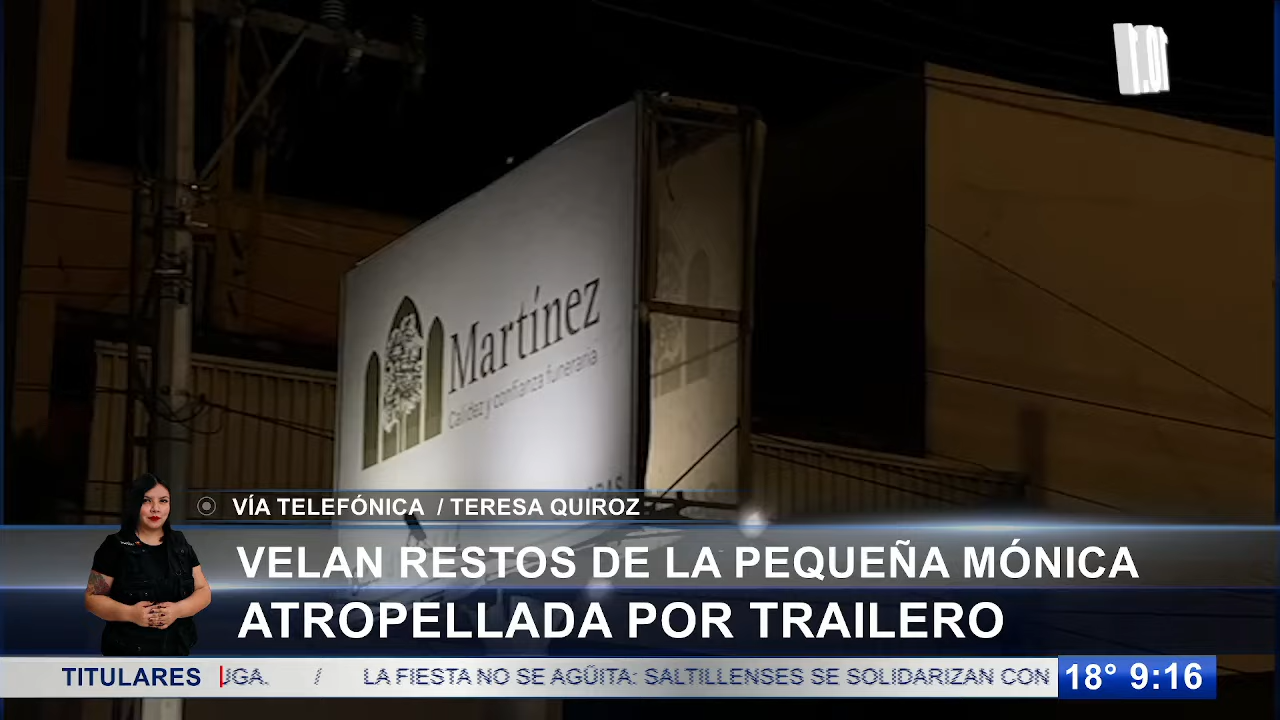 Martínez
Calidez y confianza funeraria
VÍA TELEFÓNICA / TERESA QUIROZ
VELAN RESTOS DE LA PEQUEÑA MÓNICA
ATROPELLADA POR TRAILERO
TITULARES
LA FIESTA NO SE AGÜITA: SALTILLENSES SE SOLIDARIZAN CON
18° 9:16